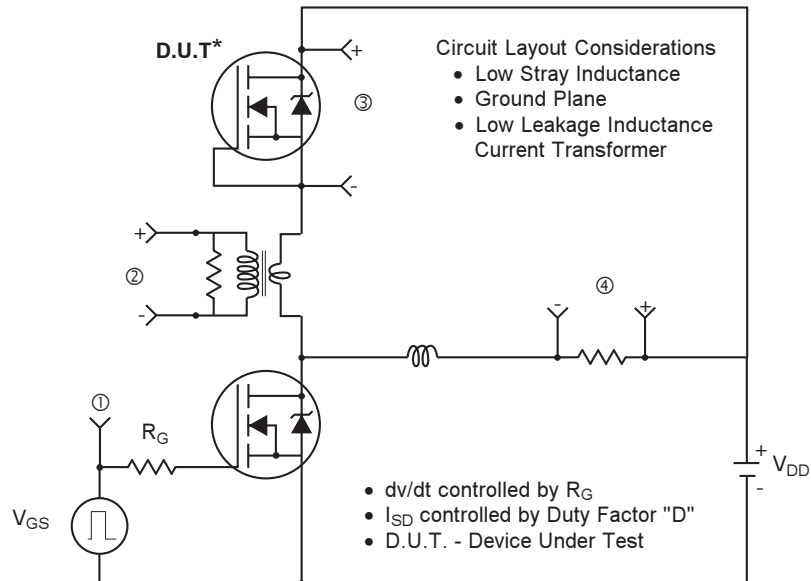 D.U.T*
+
③
-
Circuit Layout Considerations
• Low Stray Inductance
• Ground Plane
• Low Leakage Inductance
Current Transformer
+
②
-
④
- +
①
R_G
V_GS
+
V_DD
-
• dv/dt controlled by R_G
• I_SD controlled by Duty Factor "D"
• D.U.T. - Device Under Test